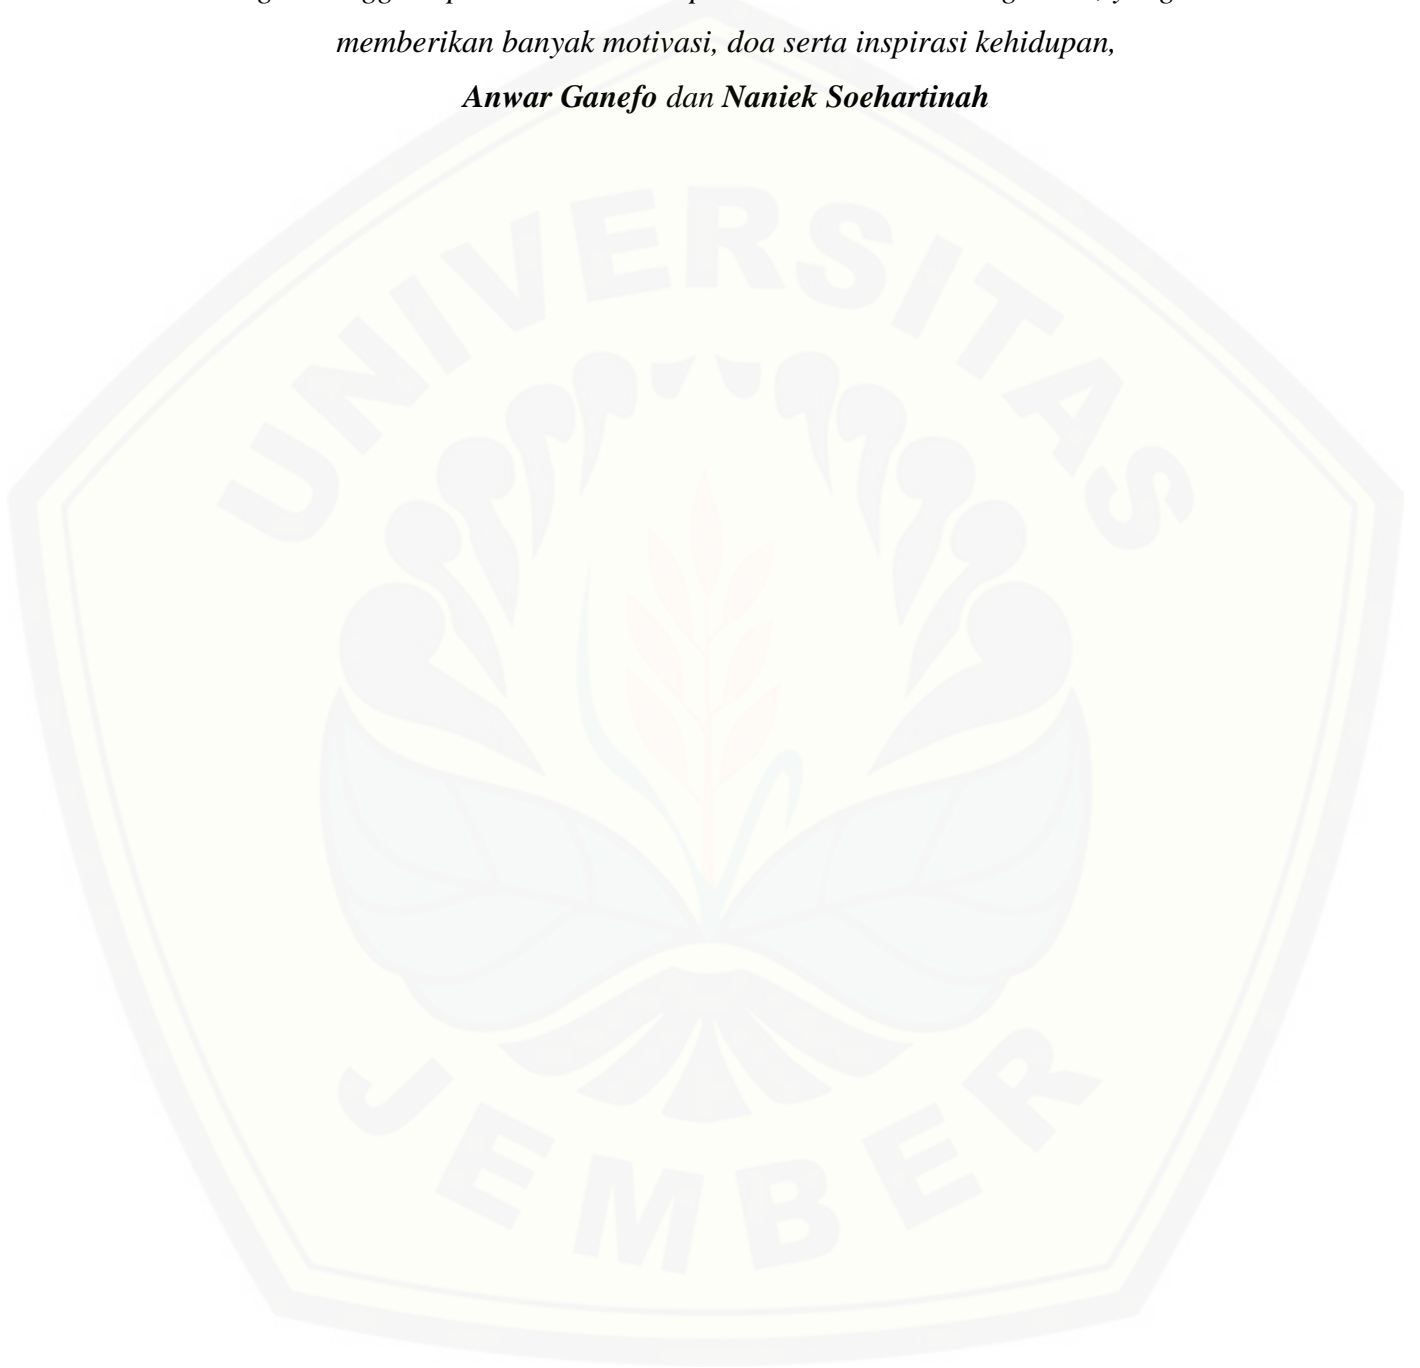 memberikan banyak motivasi, doa serta inspirasi kehidupan,
Anwar Ganefo dan Naniek Soehartinah
UNIVERSITAS
JEMBER